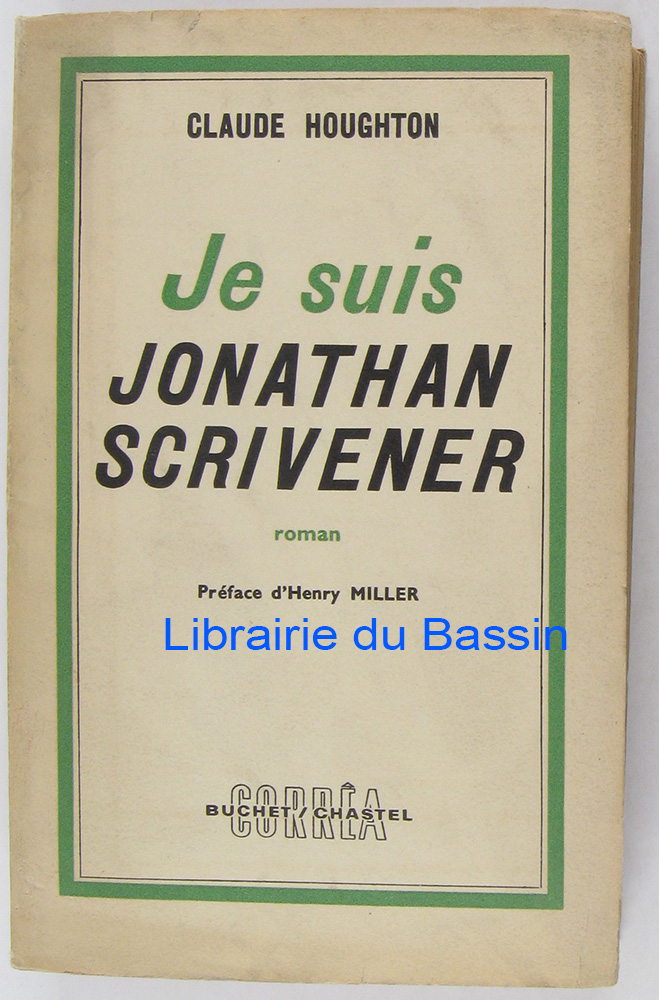 CLAUDE HOUGHTON
Je suis
JONATHAN
SCRIVENER
roman
Préface d'Henry MILLER
Librairie du Bassin
CORRÊA
BUCHET/CHASTEL